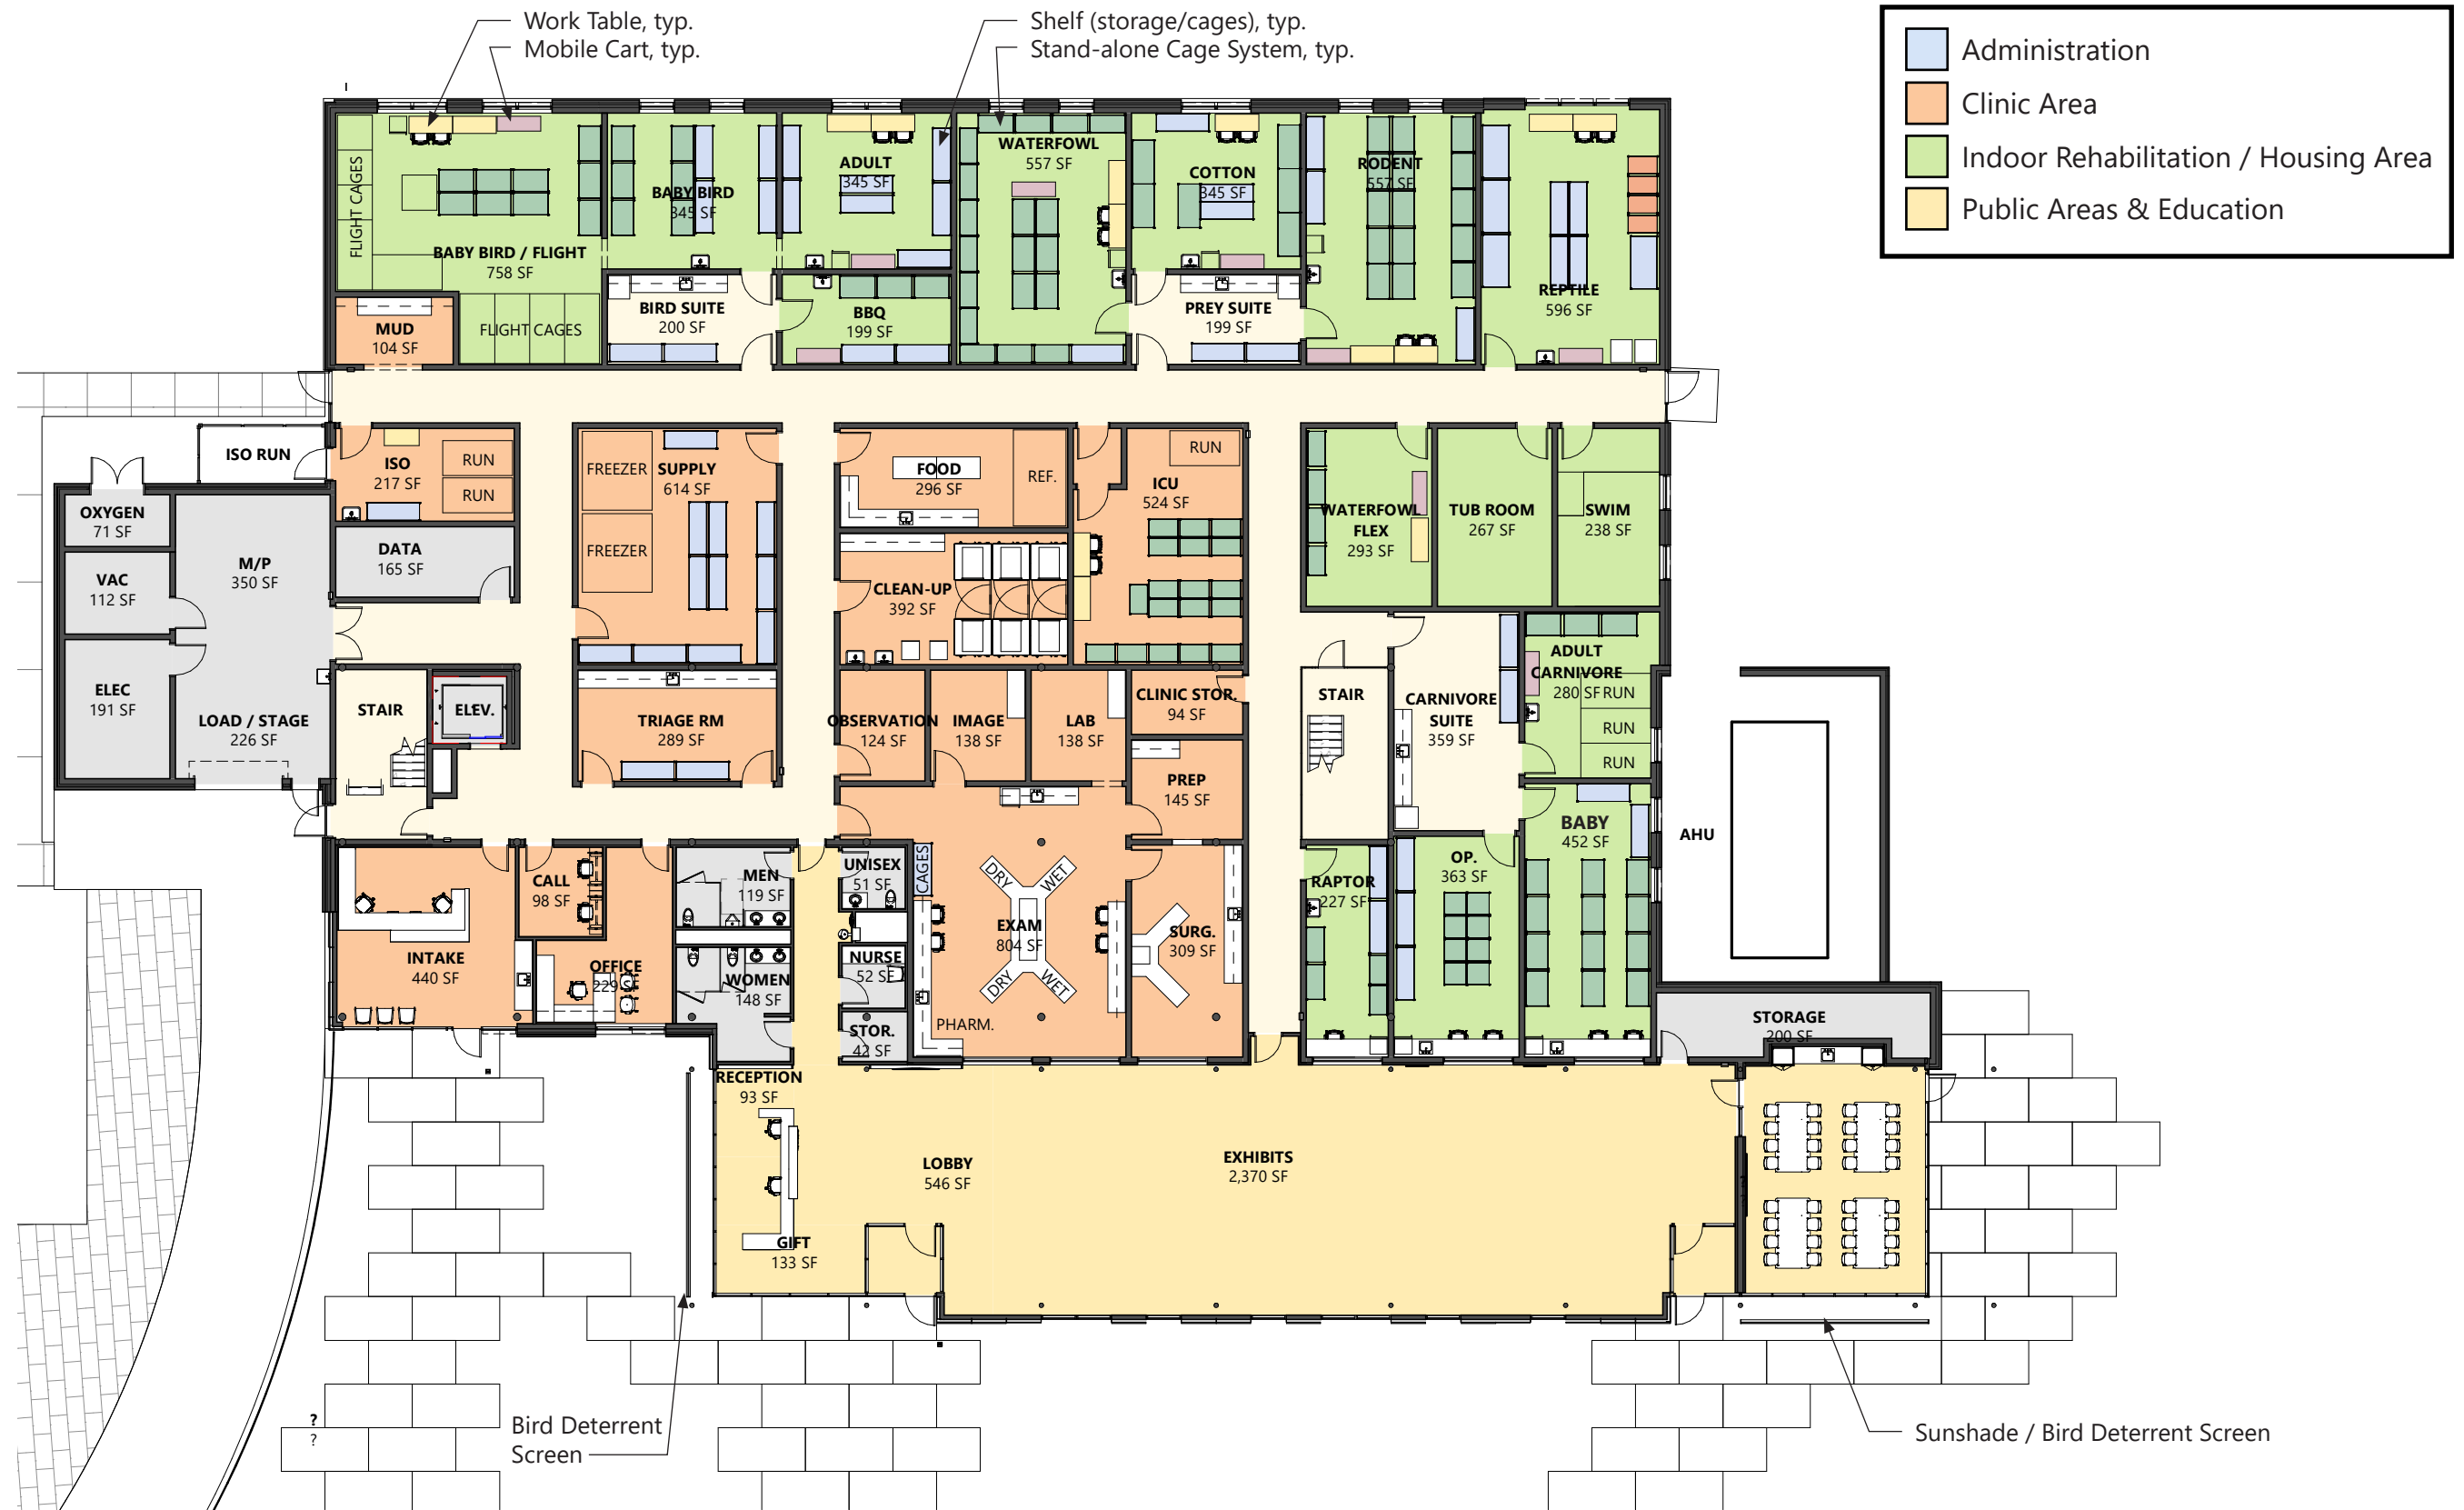 Work Table, typ.
Mobile Cart, typ.
Shelf (storage/cages), typ.
Stand-alone Cage System, typ.
Administration
Clinic Area
Indoor Rehabilitation / Housing Area
Public Areas & Education
FLIGHT CAGES
BABY BIRD / FLIGHT
758 SF
FLIGHT CAGES
MUD
104 SF
BABY BIRD
345 SF
BIRD SUITE
200 SF
ADULT
345 SF
BBQ
199 SF
WATERFOWL
557 SF
COTTON
345 SF
PREY SUITE
199 SF
RODENT
557 SF
REPTILE
596 SF
ISO RUN
ISO
217 SF
RUN
RUN
OXYGEN
71 SF
VAC
112 SF
ELEC
191 SF
M/P
350 SF
LOAD / STAGE
226 SF
DATA
165 SF
FREEZER
FREEZER
SUPPLY
614 SF
FOOD
296 SF
REF.
CLEAN-UP
392 SF
ICU
524 SF
RUN
WATERFOWL
FLEX
293 SF
TUB ROOM
267 SF
SWIM
238 SF
STAIR
ELEV.
TRIAGE RM
289 SF
OBSERVATION
124 SF
IMAGE
138 SF
LAB
138 SF
CLINIC STOR.
94 SF
PREP
145 SF
STAIR
CARNIVORE
SUITE
359 SF
ADULT
CARNIVORE
280 SF
RUN
RUN
RUN
AHU
INTAKE
440 SF
CALL
98 SF
OFFICE
229 SF
MEN
119 SF
WOMEN
148 SF
UNISEX
51 SF
NURSE
52 SF
STOR.
42 SF
CAGES
DRY
WET
EXAM
804 SF
DRY
WET
PHARM.
SURG.
309 SF
RAPTOR
227 SF
OP.
363 SF
BABY
452 SF
STORAGE
200 SF
RECEPTION
93 SF
LOBBY
546 SF
EXHIBITS
2,370 SF
GIFT
133 SF
?
?
Bird Deterrent
Screen
Sunshade / Bird Deterrent Screen